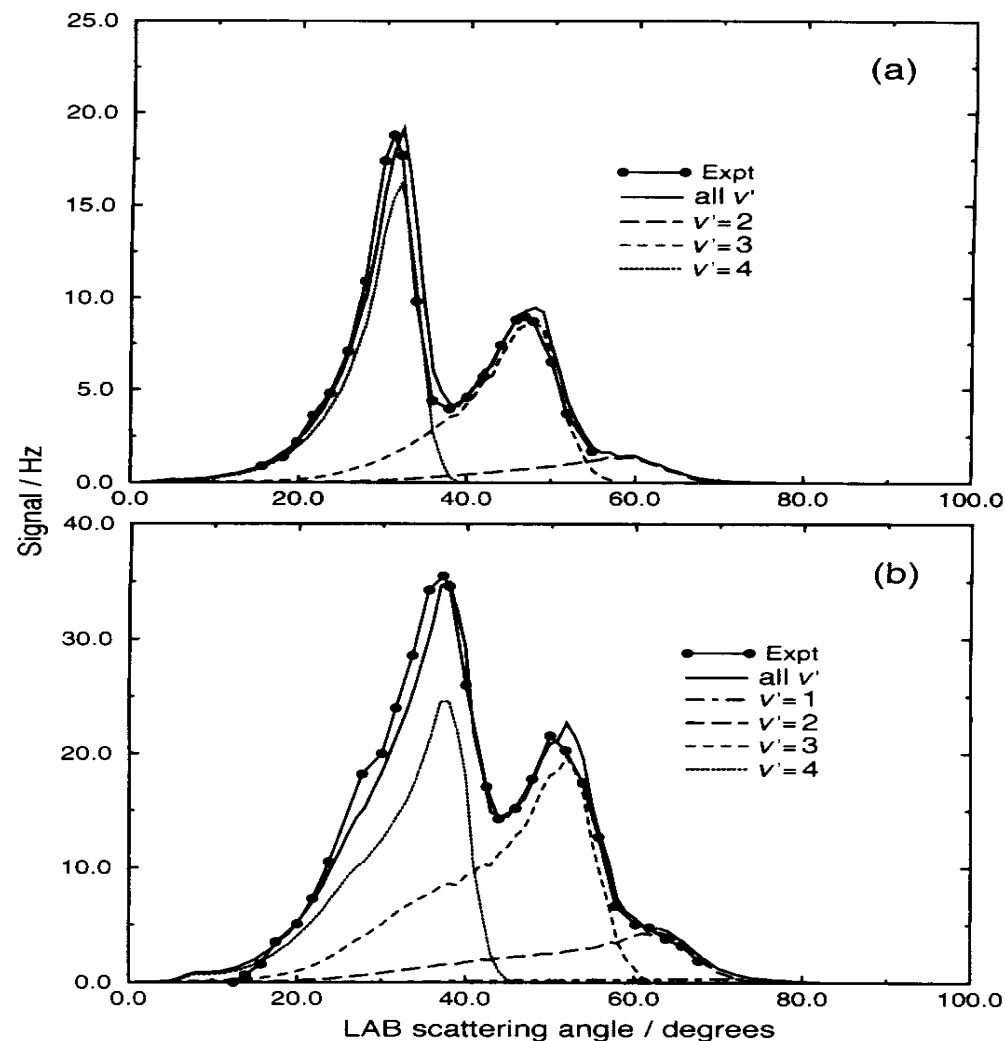 25.0
(a)
20.0
Expt
all v'
v'=2
v'=3
v'=4
15.0
10.0
5.0
0.0
0.0 20.0 40.0 60.0 80.0 100.0
Signal / Hz
40.0
(b)
30.0
Expt
all v'
v'=1
v'=2
v'=3
v'=4
20.0
10.0
0.0
0.0 20.0 40.0 60.0 80.0 100.0
LAB scattering angle / degrees